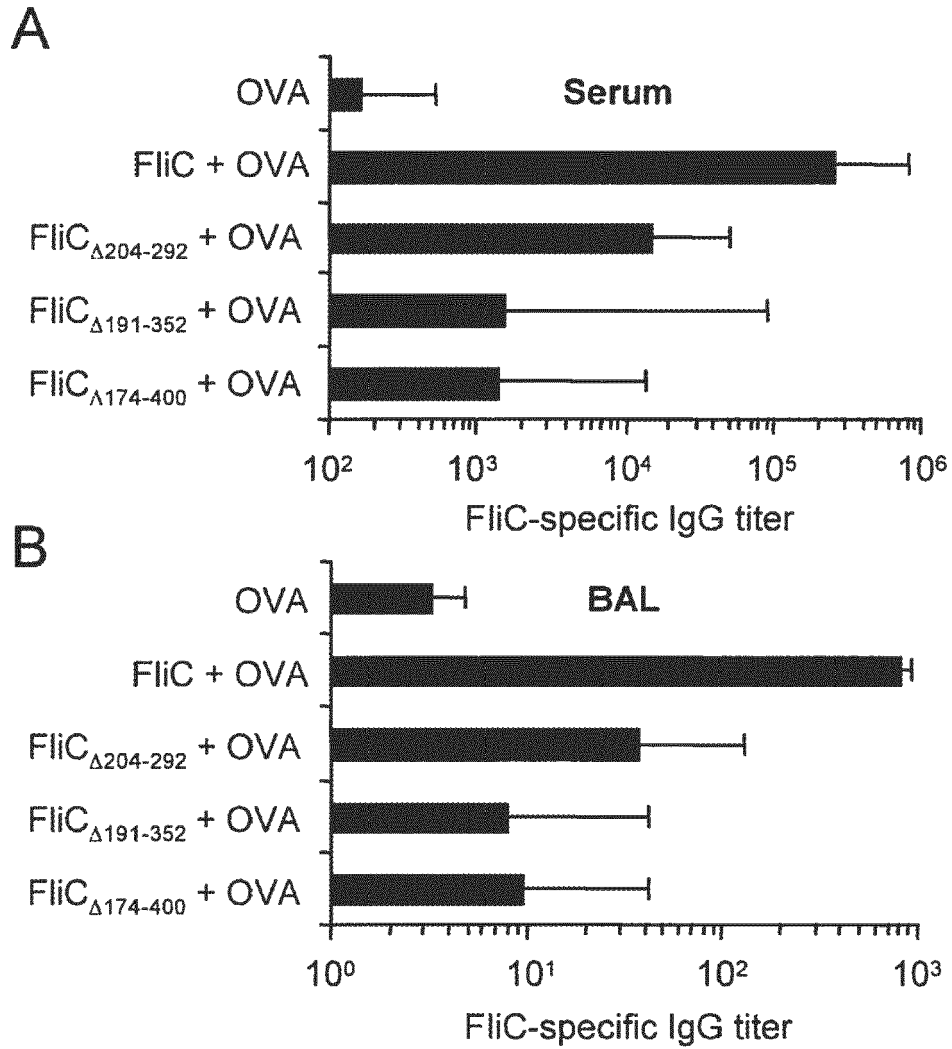 A
Serum
OVA
FliC + OVA
FliCΔ204-292 + OVA
FliCΔ191-352 + OVA
FliCΛ174-400 + OVA
10² 10³ 10⁴ 10⁵ 10⁶
FliC-specific IgG titer
B
BAL
OVA
FliC + OVA
FliCΔ204-292 + OVA
FliCΔ191-352 + OVA
FliCΔ174-400 + OVA
10⁰ 10¹ 10² 10³
FliC-specific IgG titer